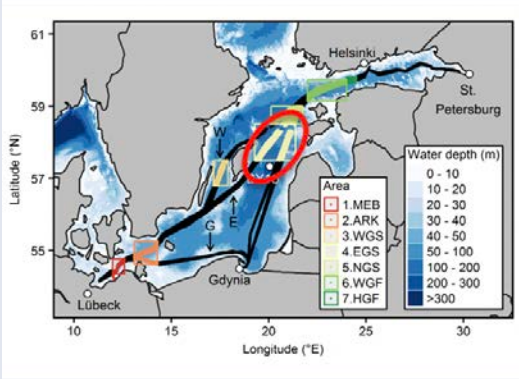 61
59
57
55
Latitude (°N)
Helsinki
St.
Petersburg
W
E
G
Gdynia
Lübeck
Area
1.MEB
2.ARK
3.WGS
4.EGS
5.NGS
6.WGF
7.HGF
Water depth (m)
0 - 10
10 - 20
20 - 30
30 - 40
40 - 50
50 - 100
100 - 200
200 - 300
>300
10
15
20
25
30
Longitude (°E)